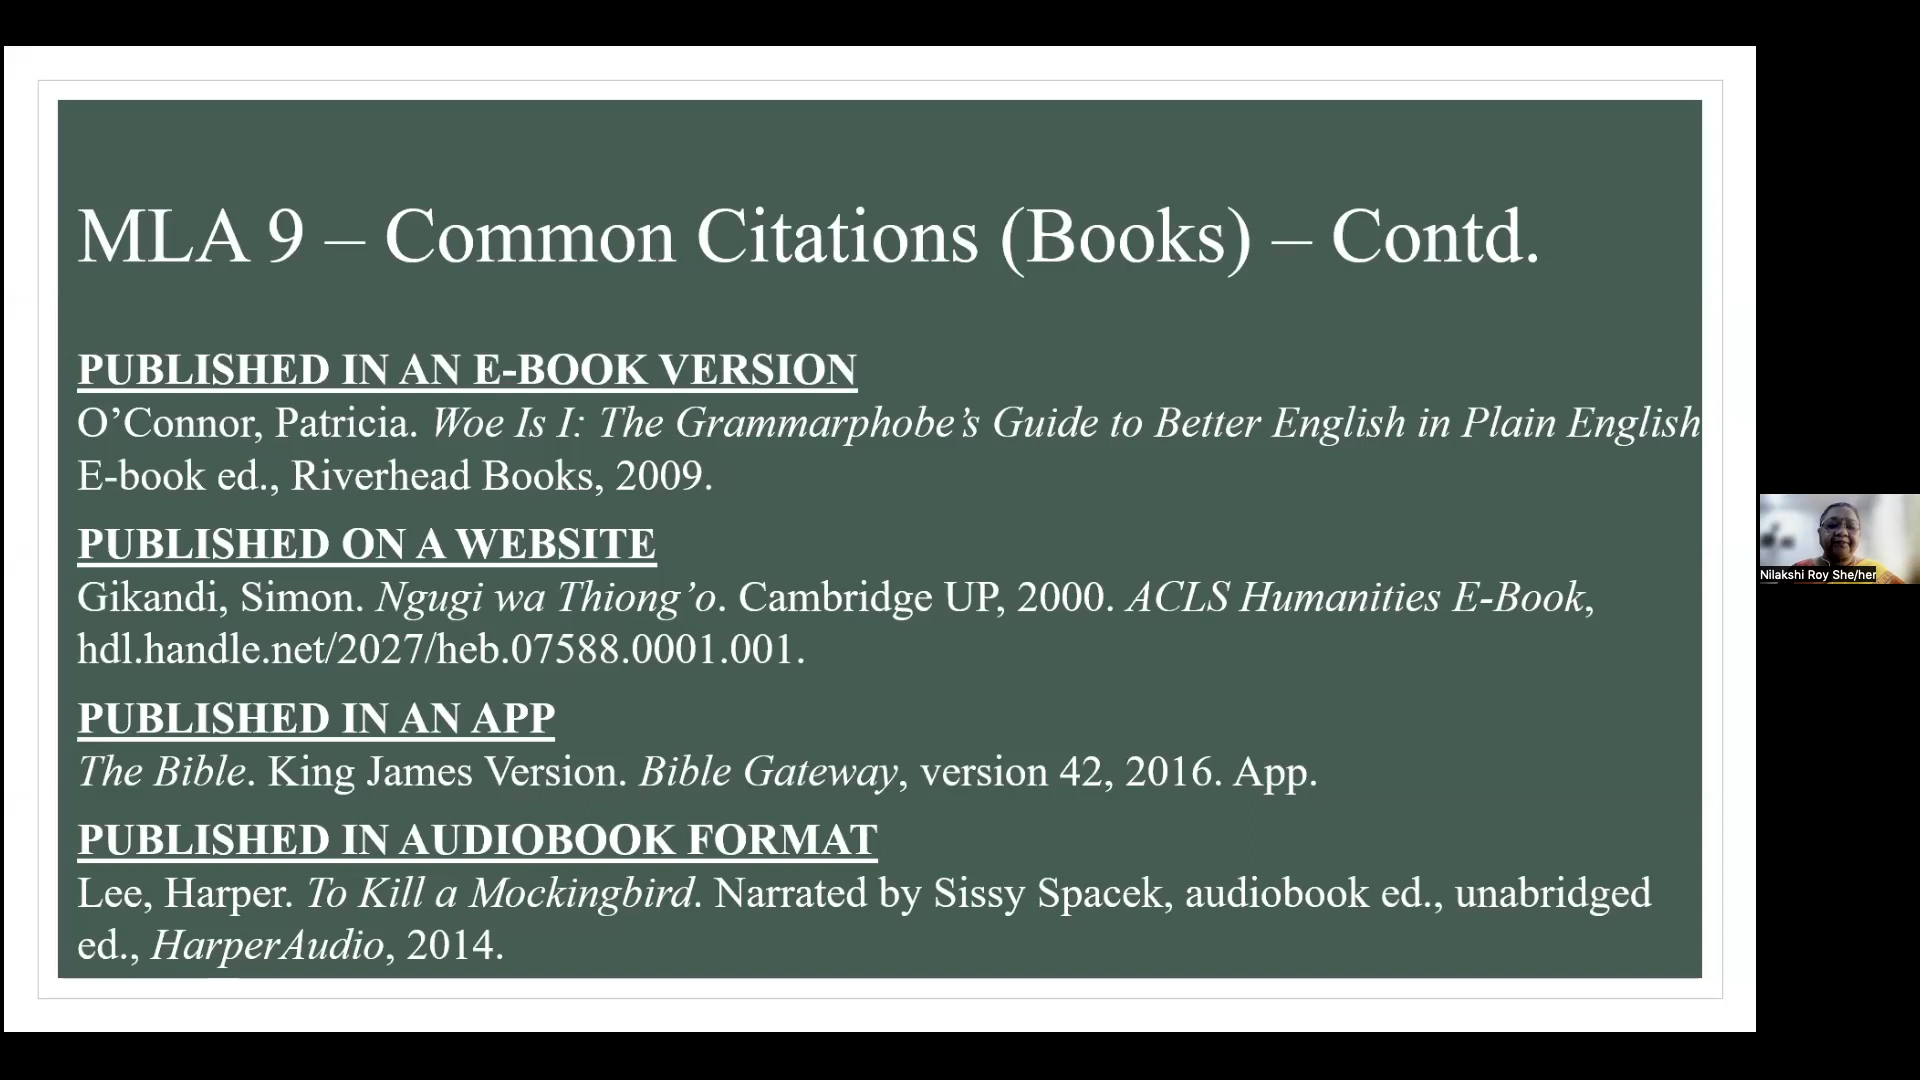 MLA 9 – Common Citations (Books) – Contd.
PUBLISHED IN AN E-BOOK VERSION
O’Connor, Patricia. Woe Is I: The Grammarphobe’s Guide to Better English in Plain English
E-book ed., Riverhead Books, 2009.
PUBLISHED ON A WEBSITE
Gikandi, Simon. Ngugi wa Thiong’o. Cambridge UP, 2000. ACLS Humanities E-Book,
hdl.handle.net/2027/heb.07588.0001.001.
PUBLISHED IN AN APP
The Bible. King James Version. Bible Gateway, version 42, 2016. App.
PUBLISHED IN AUDIOBOOK FORMAT
Lee, Harper. To Kill a Mockingbird. Narrated by Sissy Spacek, audiobook ed., unabridged
ed., HarperAudio, 2014.
Nilakshi Roy She/her